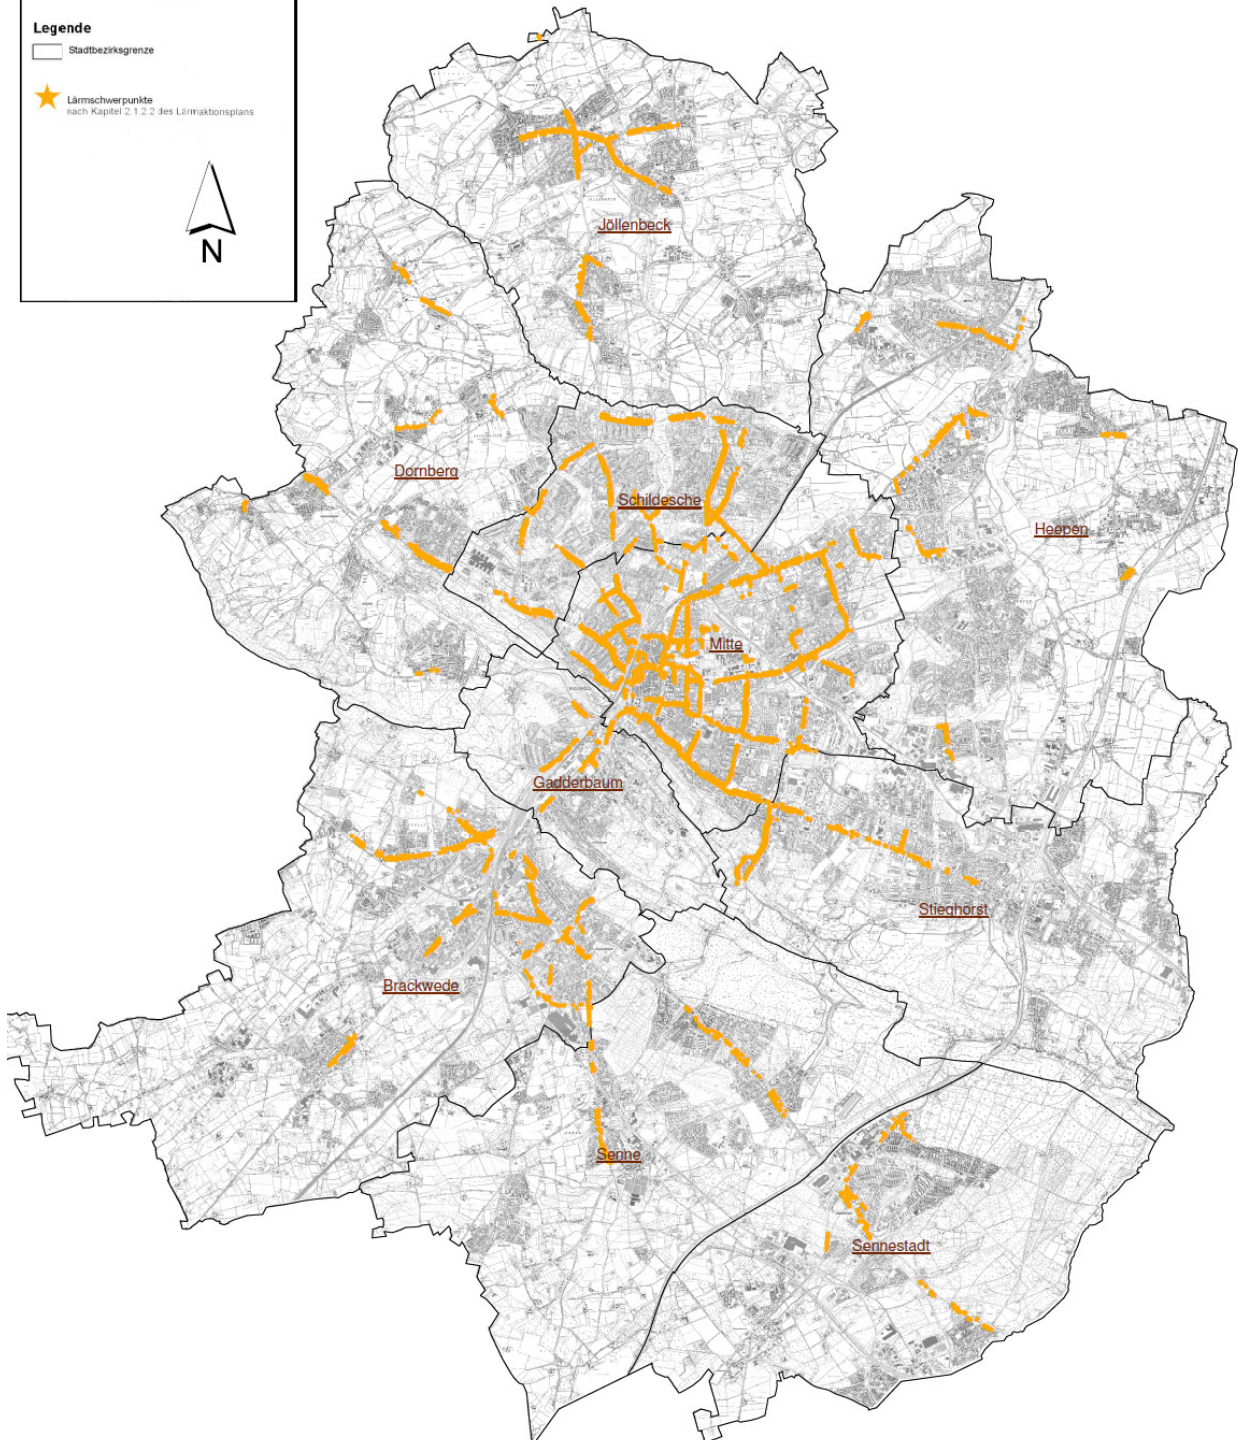 Legende
Stadtbezirksgrenze
Lärmschwerpunkte
nach Kapitel 2.1.2.2 des Lärmaktionsplans
N
Jöllenbeck
Dornberg
Schildesche
Heepen
Mitte
Gadderbaum
Stieghorst
Brackwede
Senne
Sennestadt